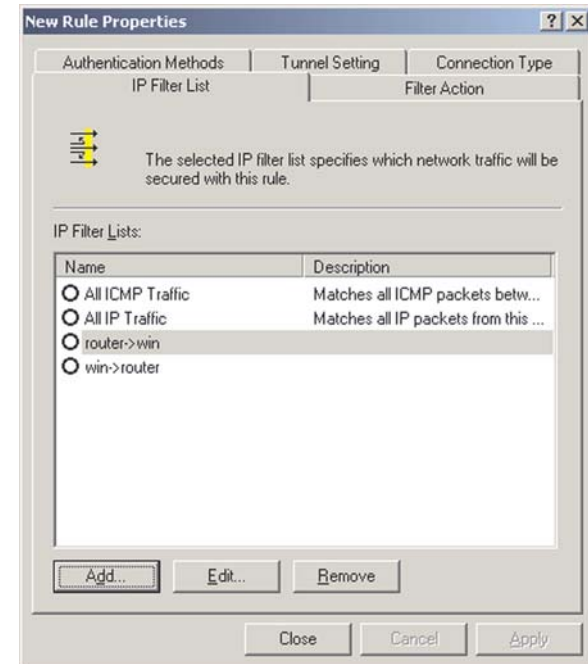 New Rule Properties
Authentication Methods Tunnel Setting Connection Type
IP Filter List Filter Action
The selected IP filter list specifies which network traffic will be
secured with this rule.
IP Filter Lists:
Name Description
All ICMP Traffic Matches all ICMP packets betw...
All IP Traffic Matches all IP packets from this ...
router->win
win->router
Add... Edit... Remove
Close Cancel Apply